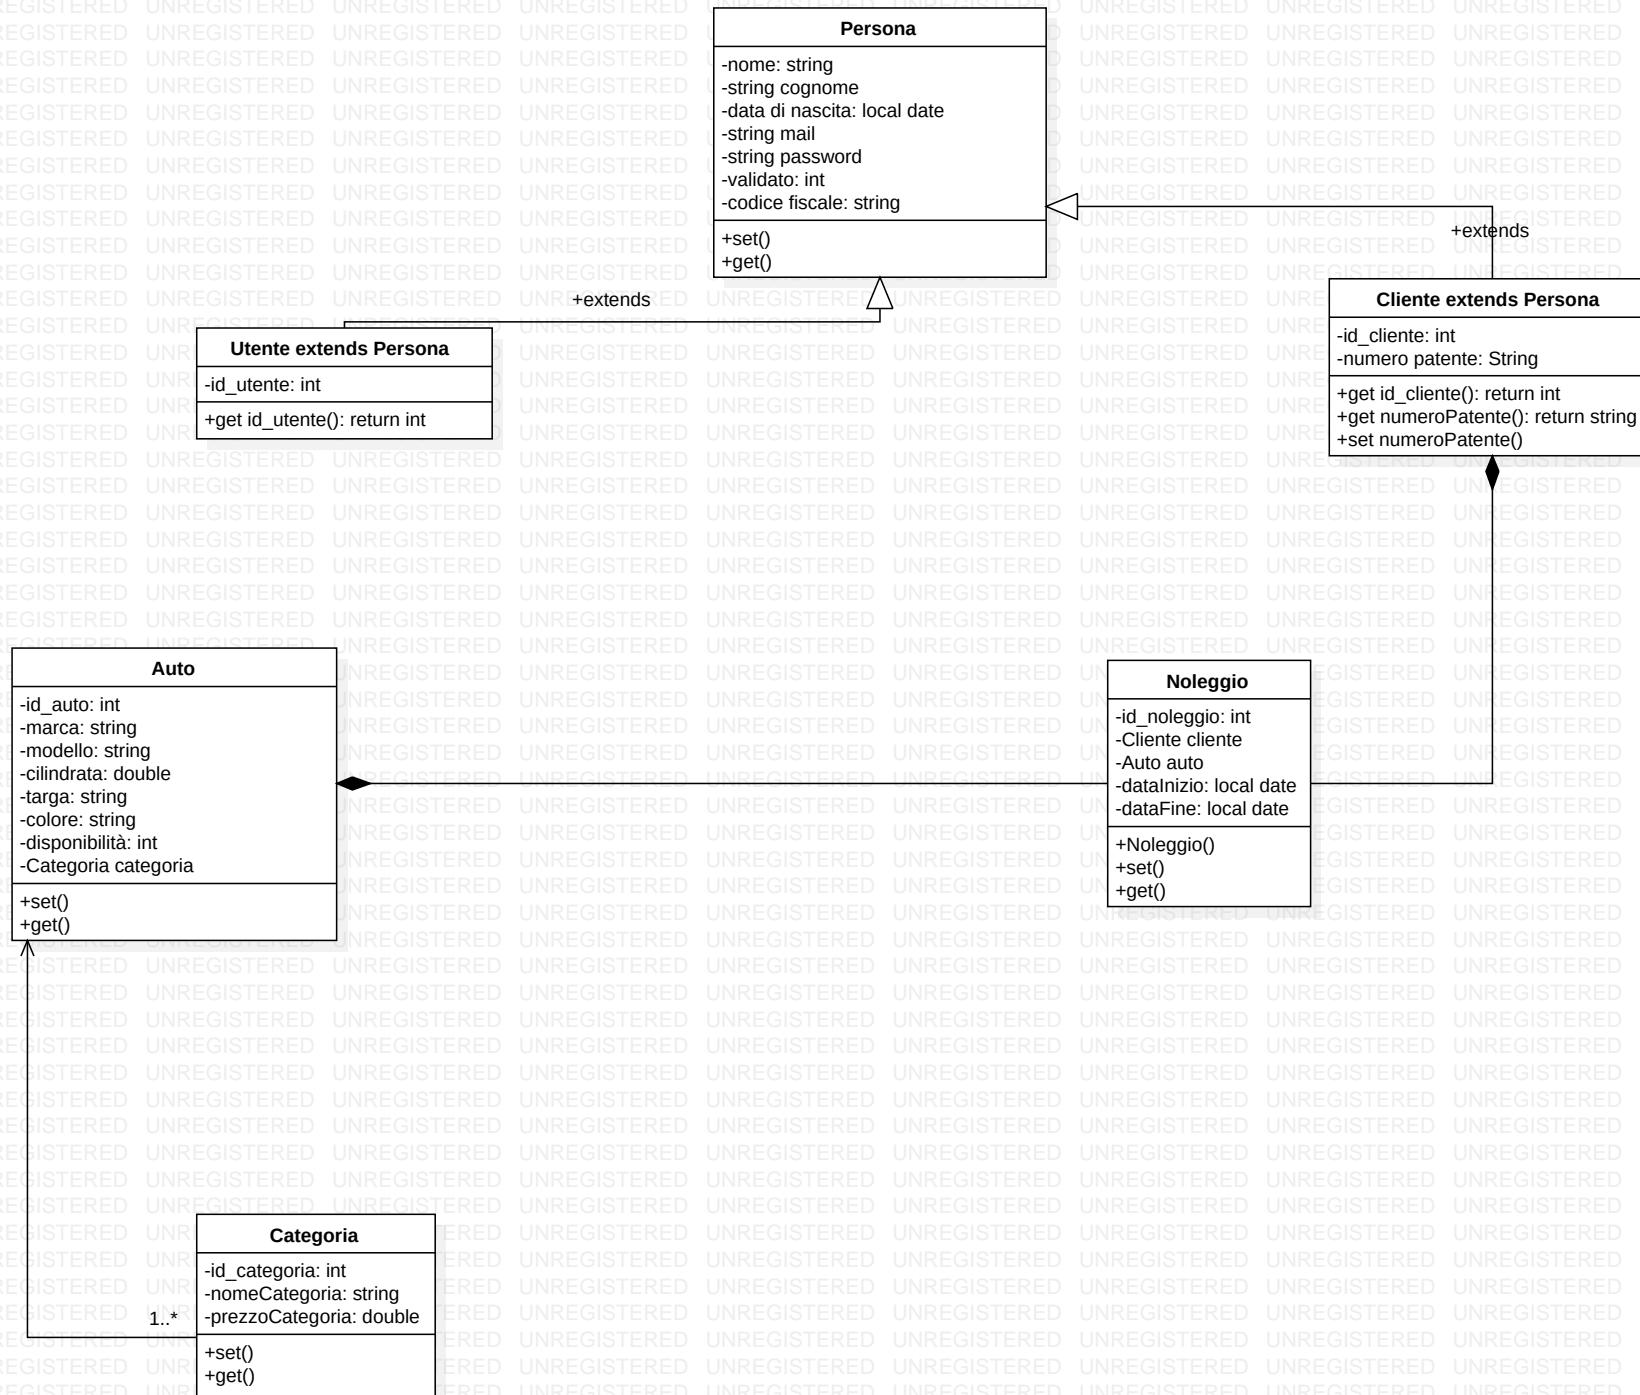 Persona
-nome: string
-string cognome
-data di nascita: local date
-string mail
-string password
-validato: int
-codice fiscale: string
+set()
+get()
+extends
+extends
Utente extends Persona
-id_utente: int
+get id_utente(): return int
Cliente extends Persona
-id_cliente: int
-numero patente: String
+get id_cliente(): return int
+get numeroPatente(): return string
+set numeroPatente()
Auto
-id_auto: int
-marca: string
-modello: string
-cilindrata: double
-targa: string
-colore: string
-disponibilità: int
-Categoria categoria
+set()
+get()
Noleggio
-id_noleggio: int
-Cliente cliente
-Auto auto
-dataInizio: local date
-dataFine: local date
+Noleggio()
+set()
+get()
Categoria
-id_categoria: int
-nomeCategoria: string
-prezzoCategoria: double
+set()
+get()
1..*
UNREGISTERED